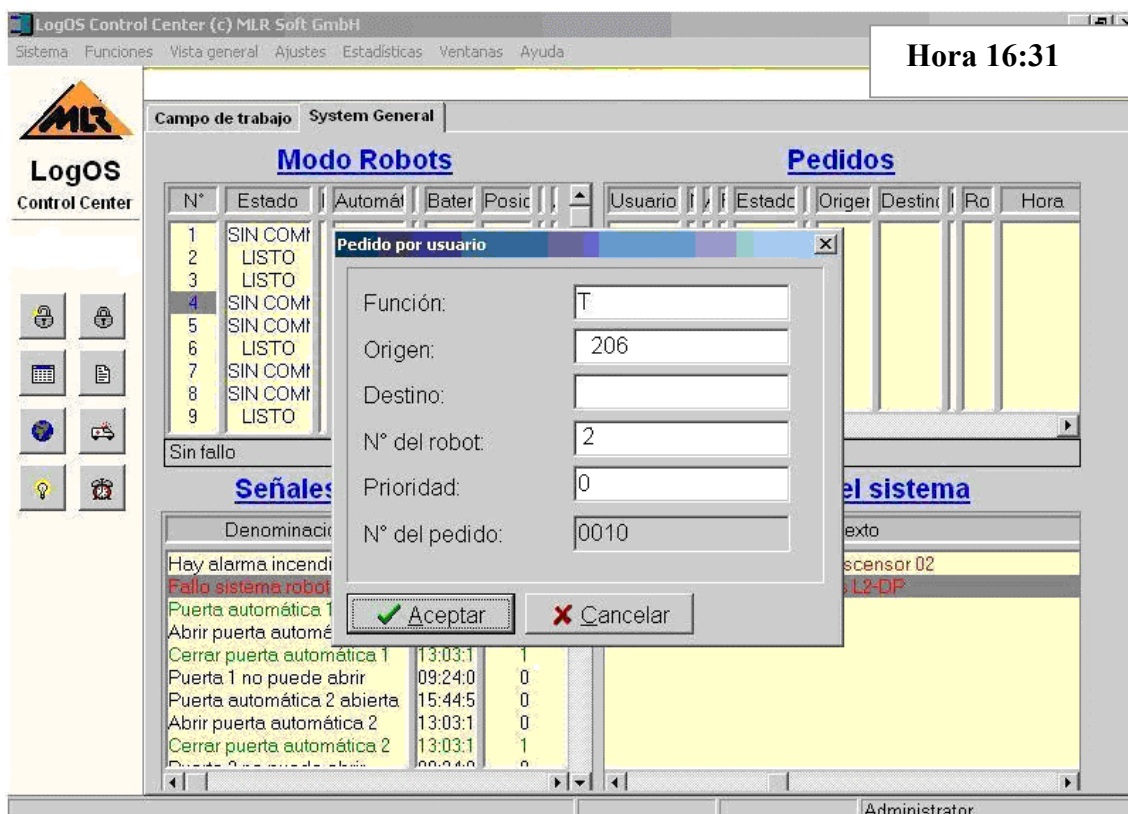 LogOS Control Center (c) MLR Soft GmbH
Sistema Funciones Vista general Ajustes Estadísticas Ventanas Ayuda
Hora 16:31
MLR
LogOS
Control Center
Campo de trabajo System General
Modo Robots
Pedidos
N° Estado Automát Bater Posic
Usuario Estadc Origen Destino Ro Hora
1 SIN COMM
2 LISTO
3 LISTO
4 SIN COMM
5 SIN COMM
6 LISTO
7 SIN COMM
8 SIN COMM
9 LISTO
Sin fallo
Pedido por usuario
Función: T
Origen: 206
Destino:
N° del robot: 2
Prioridad: 0
N° del pedido: 0010
Aceptar Cancelar
Señales
el sistema
Denominació
exto
Hay alarma incendi
Fallo sistema robot
Puerta automática 1
Abrir puerta automá
Cerrar puerta automática 1 13:03:1 1
Puerta 1 no puede abrir 09:24:0 0
Puerta automática 2 abierta 15:44:5 0
Abrir puerta automática 2 13:03:1 0
Cerrar puerta automática 2 13:03:1 1
scensor 02
L2-DP
Administrator